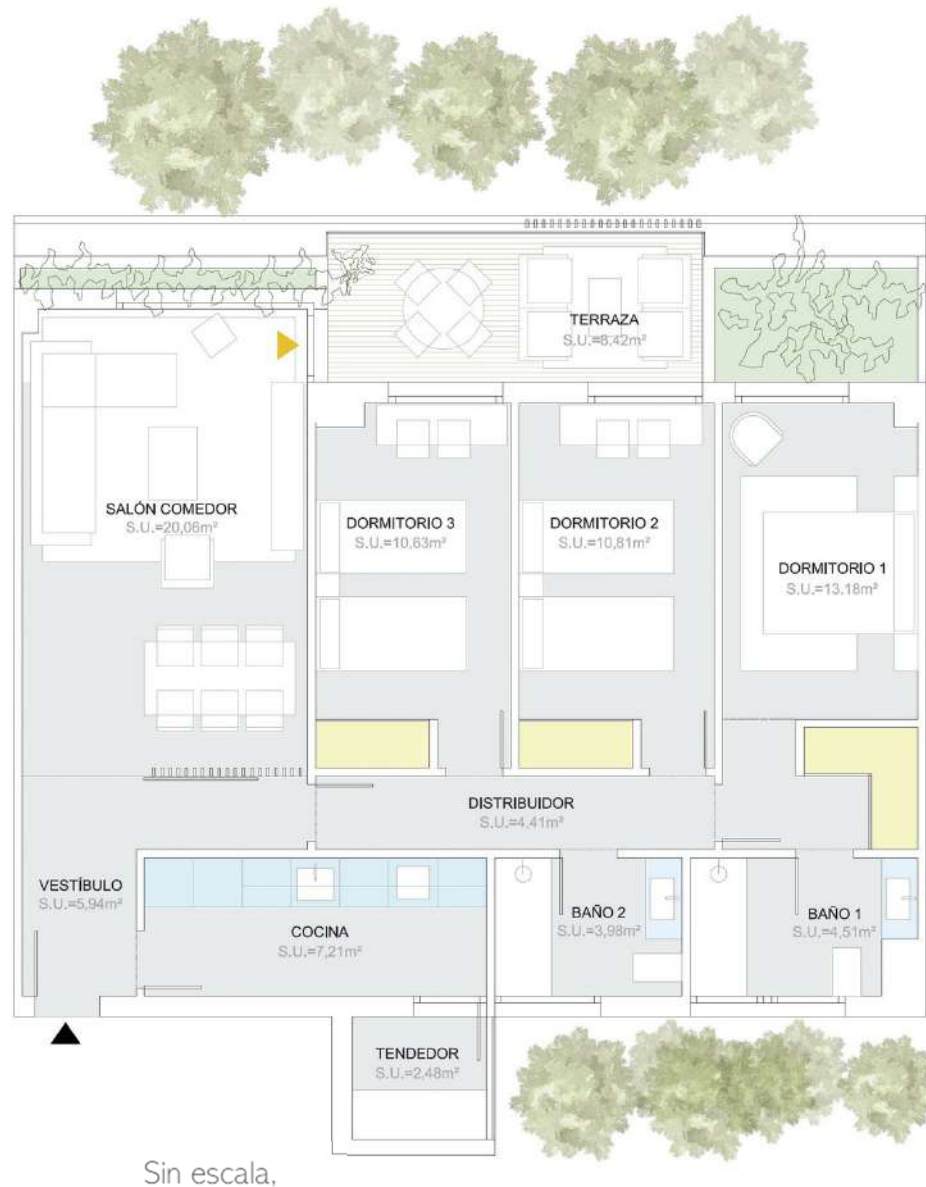 TERRAZA
S.U.=8,42m²
SALÓN COMEDOR
S.U.=20,06m²
DORMITORIO 3
S.U.=10,63m²
DORMITORIO 2
S.U.=10,81m²
DORMITORIO 1
S.U.=13,18m²
DISTRIBUIDOR
S.U.=4,41m²
VESTÍBULO
S.U.=5,94m²
COCINA
S.U.=7,21m²
BAÑO 2
S.U.=3,98m²
BAÑO 1
S.U.=4,51m²
TENDEDOR
S.U.=2,48m²
Sin escala,